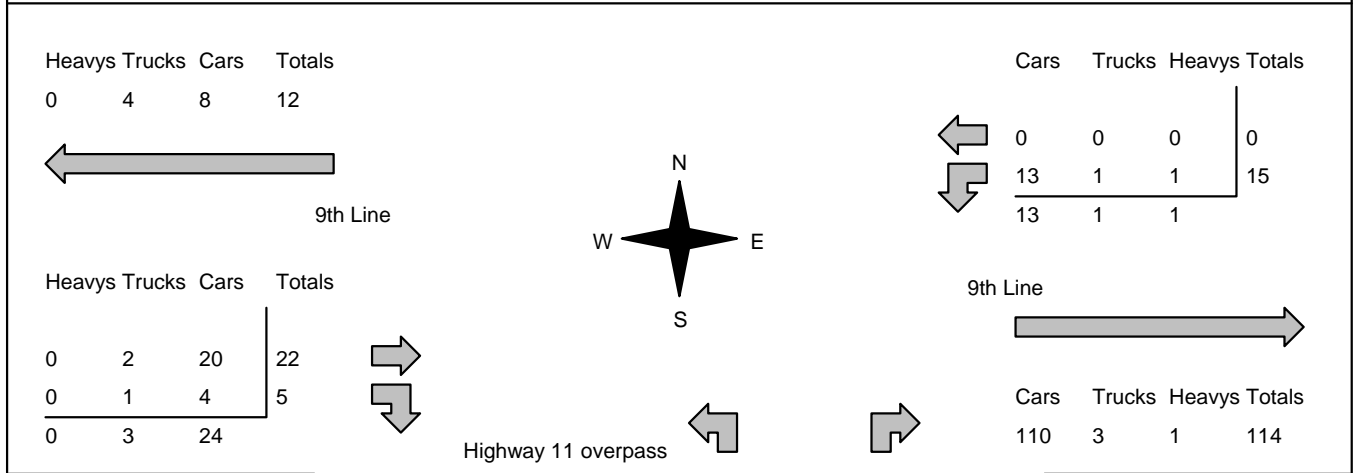 Heavys Trucks Cars Totals
0 4 8 12
9th Line
Heavys Trucks Cars Totals
0 2 20 22
0 1 4 5
0 3 24
N
W E
S
Highway 11 overpass
Cars Trucks Heavys Totals
0 0 0 0
13 1 1 15
13 1 1
9th Line
Cars Trucks Heavys Totals
110 3 1 114